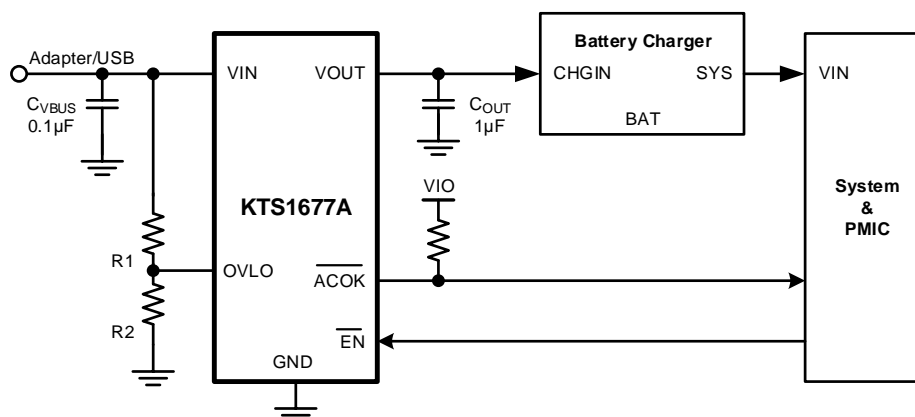 Adapter/USB
CVBUS
0.1µF
R1
R2
VIN
VOUT
KTS1677A
OVLO
ACOK
EN
GND
COUT
1µF
VIO
Battery Charger
CHGIN
SYS
BAT
VIN
System
&
PMIC